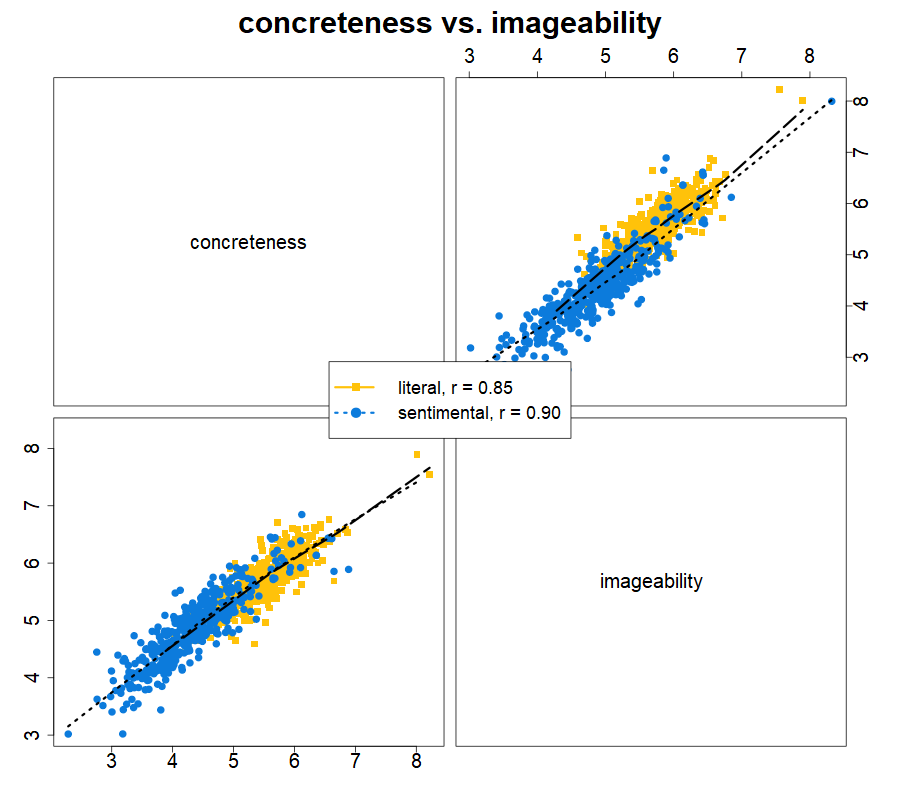 concreteness vs. imageability
3 4 5 6 7 8
concreteness
8
7
6
5
4
3
literal, r = 0.85
sentimental, r = 0.90
8
7
6
5
4
3
imageability
3 4 5 6 7 8